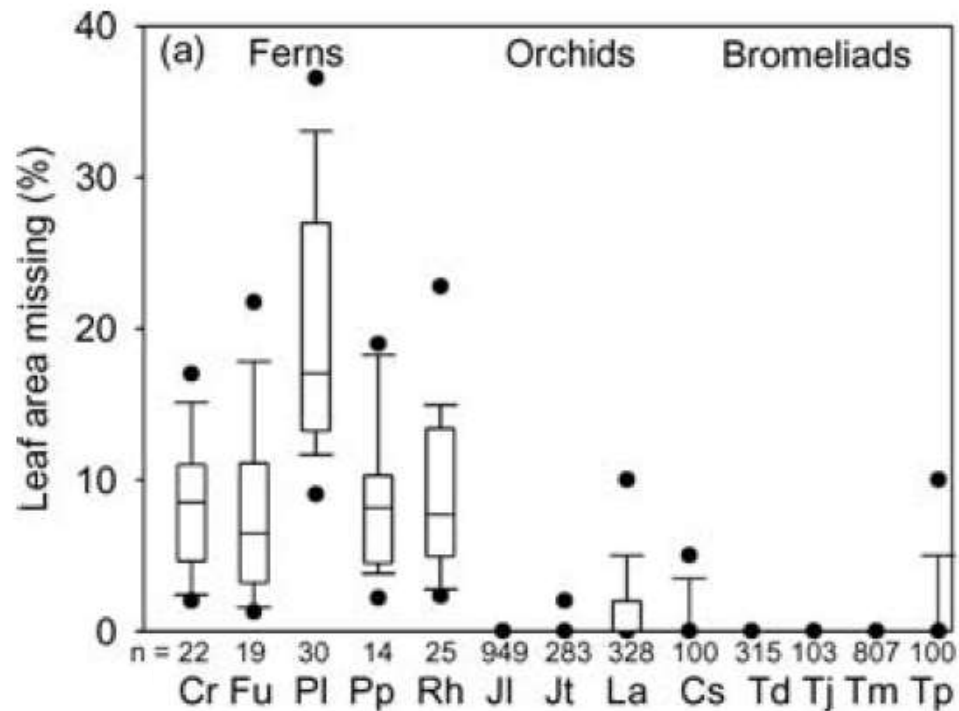 (a) Ferns Orchids Bromeliads
Leaf area missing (%)
40
30
20
10
0
n = 22 19 30 14 25 949 283 328 100 315 103 807 100
Cr Fu Pl Pp Rh Jl Jt La Cs Td Tj Tm Tp